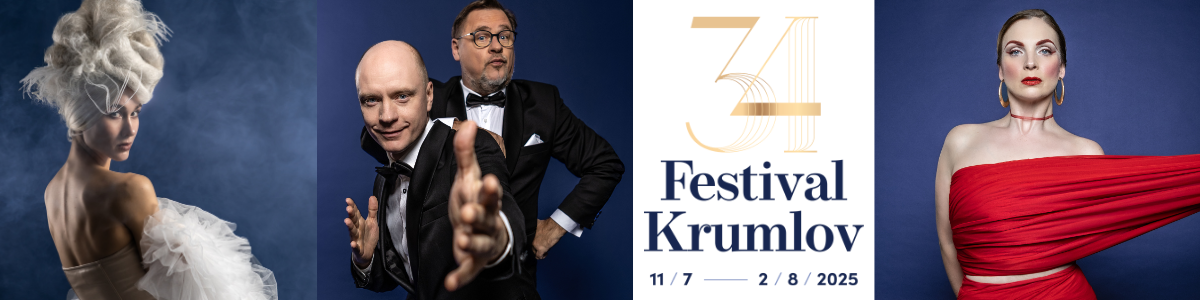 34
Festival
Krumlov
11 / 7 — 2 / 8 / 2025